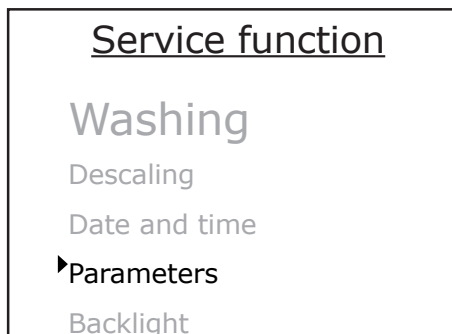 Service function
Washing
Descaling
Date and time
Parameters
Backlight